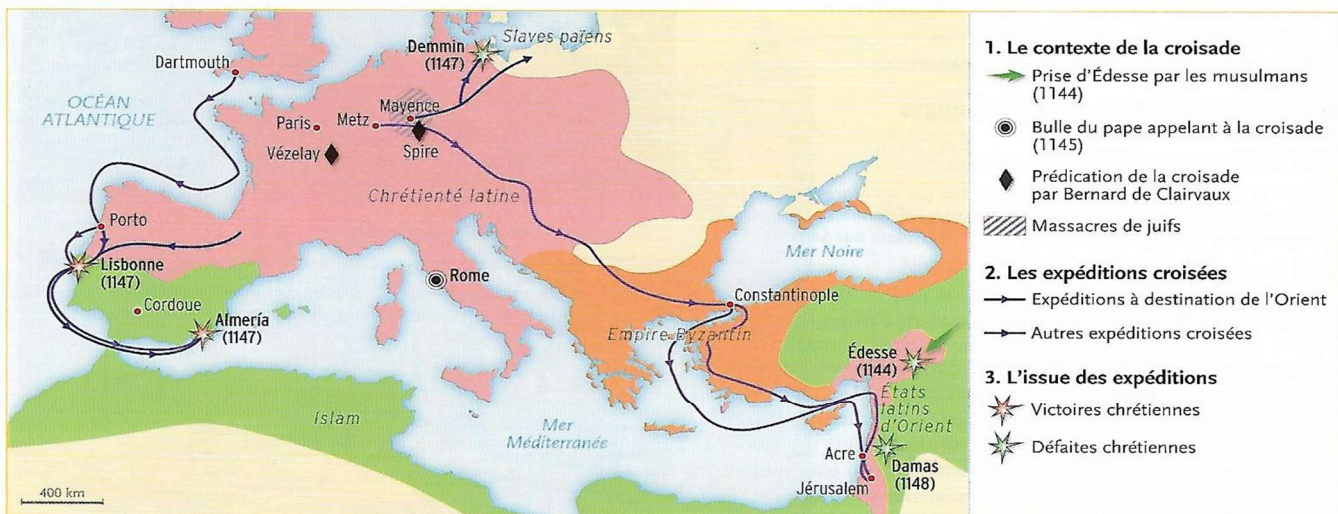 Demmin
(1147)
Slaves païens
Dartmouth
OCÉAN
ATLANTIQUE
Paris
Metz
Mayence
Vézelay
Spire
Chrétienté latine
Porto
Lisbonne
(1147)
Cordoue
Almería
(1147)
Rome
Mer Noire
Constantinople
Empire Byzantin
Édesse
(1144)
États
latins
d'Orient
Islam
Mer
Méditerranée
Acre
Damas
(1148)
Jérusalem
400 km
1. Le contexte de la croisade
Prise d'Édesse par les musulmans
(1144)
Bulle du pape appelant à la croisade
(1145)
Prédication de la croisade
par Bernard de Clairvaux
Massacres de juifs
2. Les expéditions croisées
Expéditions à destination de l'Orient
Autres expéditions croisées
3. L'issue des expéditions
Victoires chrétiennes
Défaites chrétiennes